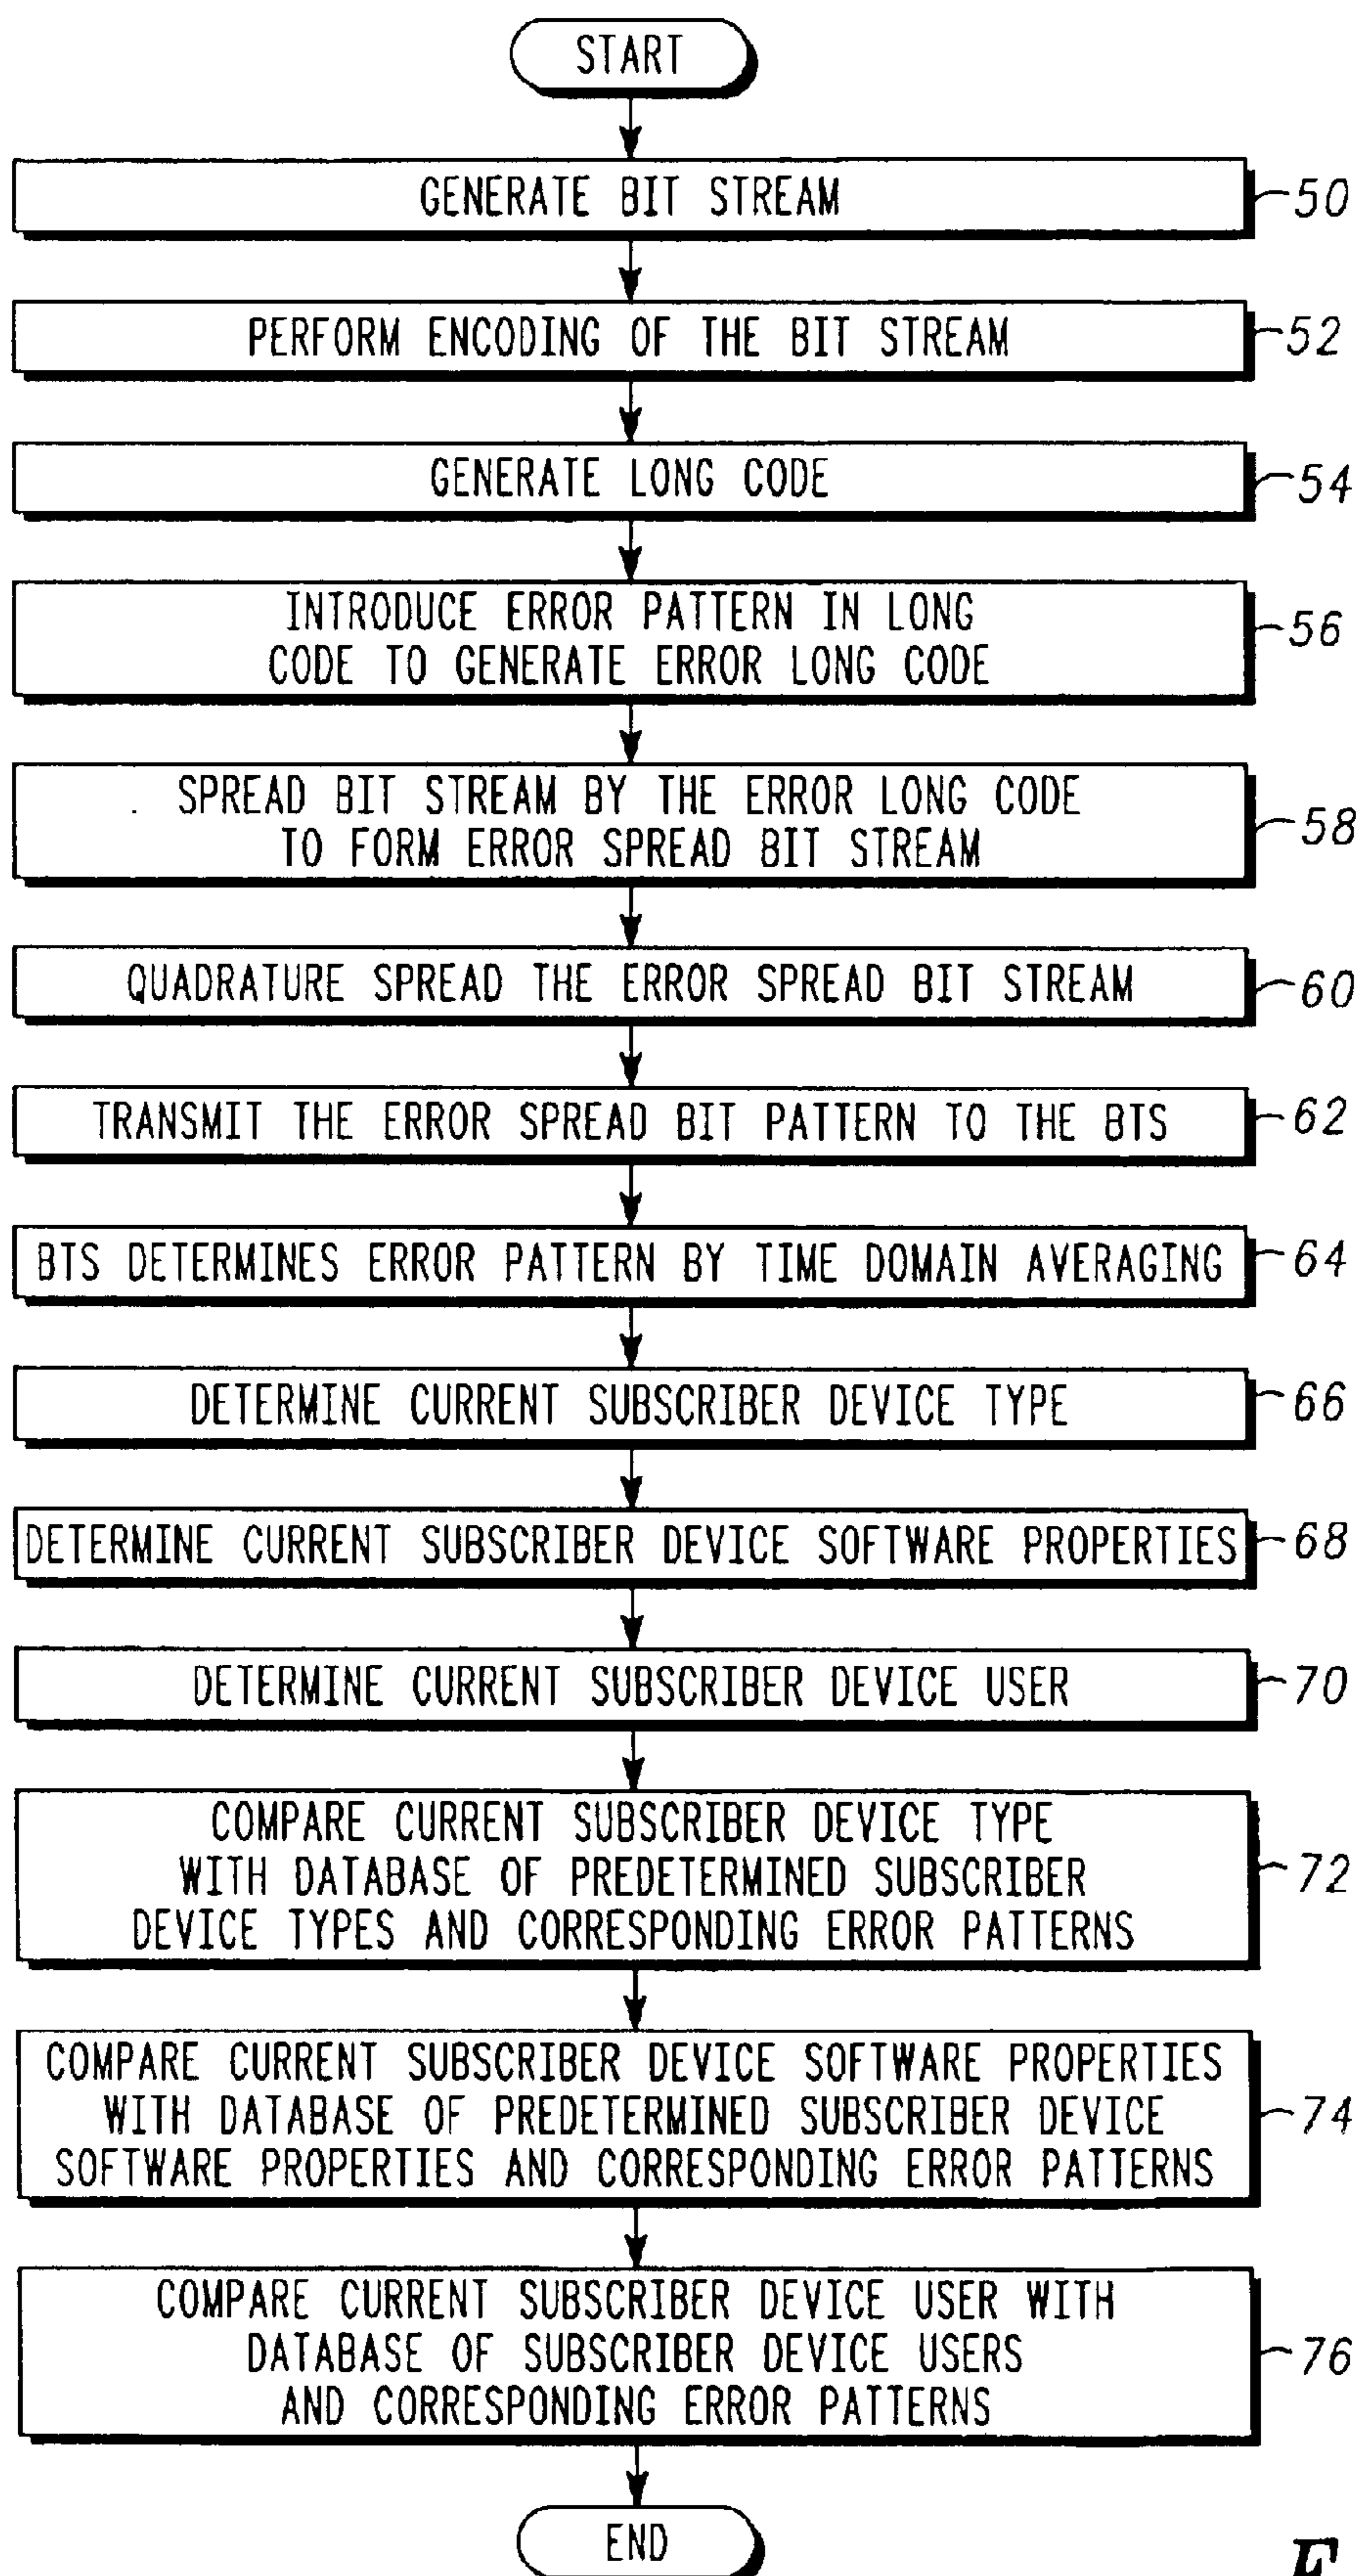 START
GENERATE BIT STREAM
50
PERFORM ENCODING OF THE BIT STREAM
52
GENERATE LONG CODE
54
INTRODUCE ERROR PATTERN IN LONG
CODE TO GENERATE ERROR LONG CODE
56
SPREAD BIT STREAM BY THE ERROR LONG CODE
TO FORM ERROR SPREAD BIT STREAM
58
QUADRATURE SPREAD THE ERROR SPREAD BIT STREAM
60
TRANSMIT THE ERROR SPREAD BIT PATTERN TO THE BTS
62
BTS DETERMINES ERROR PATTERN BY TIME DOMAIN AVERAGING
64
DETERMINE CURRENT SUBSCRIBER DEVICE TYPE
66
DETERMINE CURRENT SUBSCRIBER DEVICE SOFTWARE PROPERTIES
68
DETERMINE CURRENT SUBSCRIBER DEVICE USER
70
COMPARE CURRENT SUBSCRIBER DEVICE TYPE
WITH DATABASE OF PREDETERMINED SUBSCRIBER
DEVICE TYPES AND CORRESPONDING ERROR PATTERNS
72
COMPARE CURRENT SUBSCRIBER DEVICE SOFTWARE PROPERTIES
WITH DATABASE OF PREDETERMINED SUBSCRIBER DEVICE
SOFTWARE PROPERTIES AND CORRESPONDING ERROR PATTERNS
74
COMPARE CURRENT SUBSCRIBER DEVICE USER WITH
DATABASE OF SUBSCRIBER DEVICE USERS
AND CORRESPONDING ERROR PATTERNS
76
END